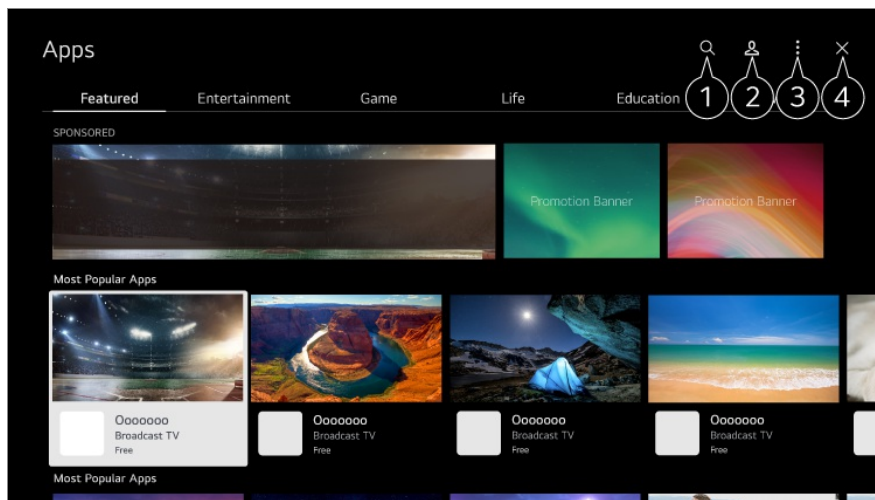 Apps
Featured Entertainment Game Life Education
1 2 3 4
SPONSORED
Promotion Banner Promotion Banner
Most Popular Apps
Ooooooo Ooooooo Ooooooo Ooooooo
Broadcast TV Broadcast TV Broadcast TV Broadcast TV
Free Free Free Free
Most Popular Apps